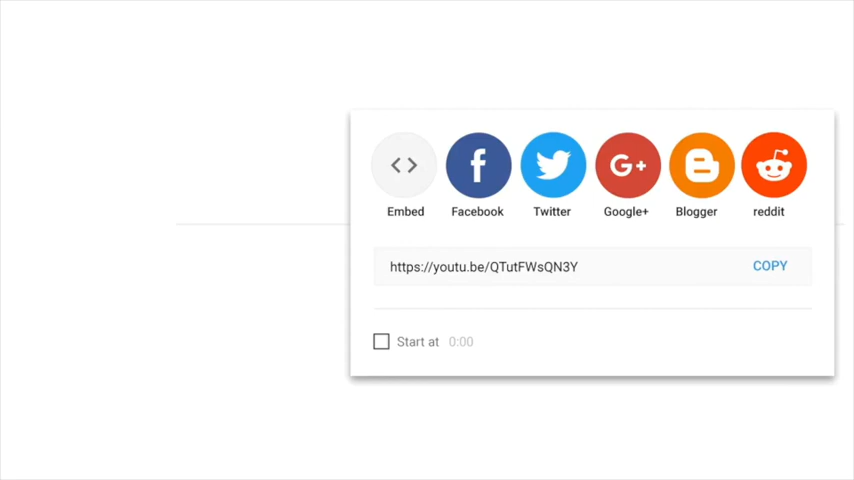 Embed Facebook Twitter Google+ Blogger reddit
https://youtu.be/QTutFWsQN3Y COPY
Start at 0:00